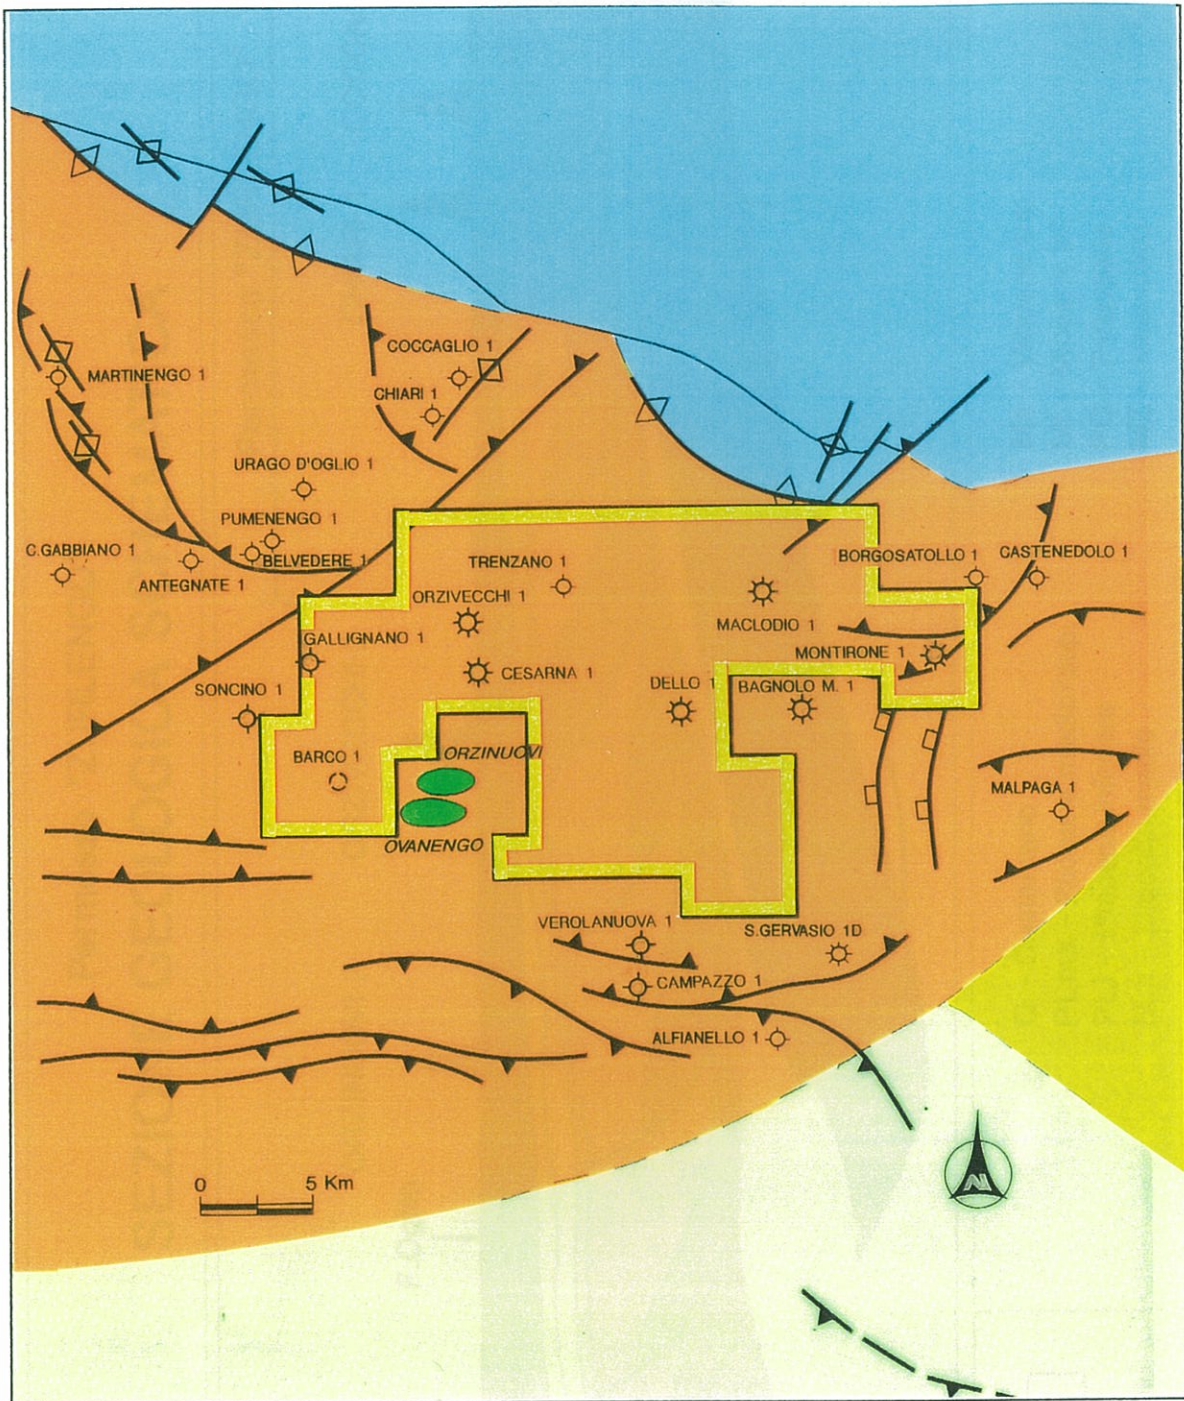 COCCAGLIO 1
MARTINENGO 1
CHIARI 1
URAGO D'OGLIO 1
PUMENENGO 1
C.GABBIANO 1
BELVEDERE 1
ANTEGNATE 1
TRENZANO 1
BORGOSATOLLO 1
CASTENEDOLO 1
ORZIVECCHI 1
MACLODIO 1
GALLIGNANO 1
MONTIRONE 1
CESARNA 1
SONCINO 1
DELLO 1
BAGNOLO M. 1
BARCO 1
ORZINUOVI
MALPAGA 1
OVANENGO
VEROLANUOVA 1
S.GERVASIO 1D
CAMPAZZO 1
ALFIANELLO 1
0 5 Km
N